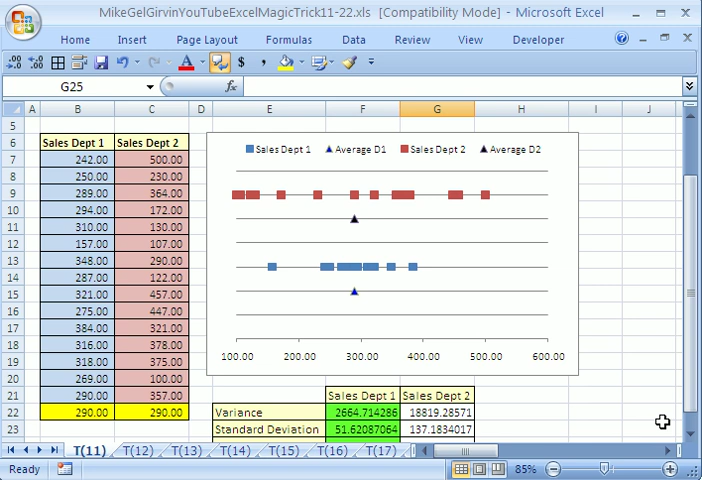 MikeGelGirvinYouTubeExcelMagicTrick11-22.xls [Compatibility Mode] - Microsoft Excel
Home Insert Page Layout Formulas Data Review View Developer
G25 fx
A B C D E F G H I J
5
6 Sales Dept 1 Sales Dept 2
7 242.00 500.00
8 250.00 230.00
9 289.00 364.00
10 294.00 172.00
11 310.00 130.00
12 157.00 107.00
13 348.00 290.00
14 287.00 122.00
15 321.00 457.00
16 275.00 447.00
17 384.00 321.00
18 316.00 378.00
19 318.00 375.00
20 269.00 100.00
21 290.00 357.00
22 290.00 290.00
23
Sales Dept 1 Average D1 Sales Dept 2 Average D2
100.00 200.00 300.00 400.00 500.00 600.00
Sales Dept 1 Sales Dept 2
Variance 2664.714286 18819.28571
Standard Deviation 51.62087064 137.1834017
T(11) T(12) T(13) T(14) T(15) T(16) T(17)
Ready 85%